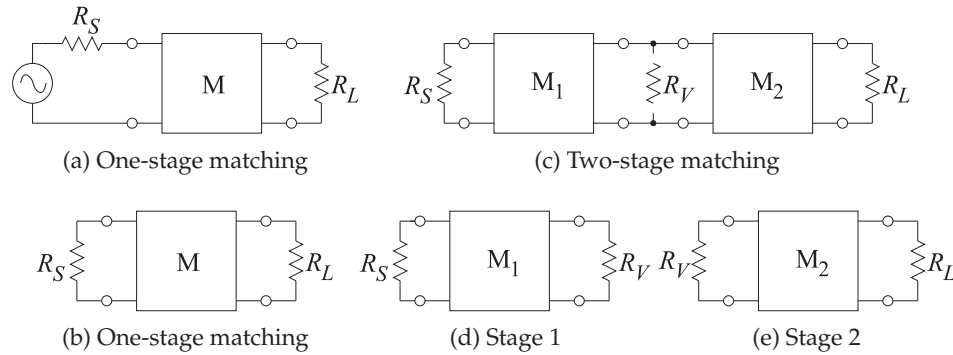 R_S
M
R_L
(a) One-stage matching
R_S
M_1
R_V
M_2
R_L
(c) Two-stage matching
R_S
M
R_L
(b) One-stage matching
R_S
M_1
R_V
(d) Stage 1
R_V
M_2
R_L
(e) Stage 2